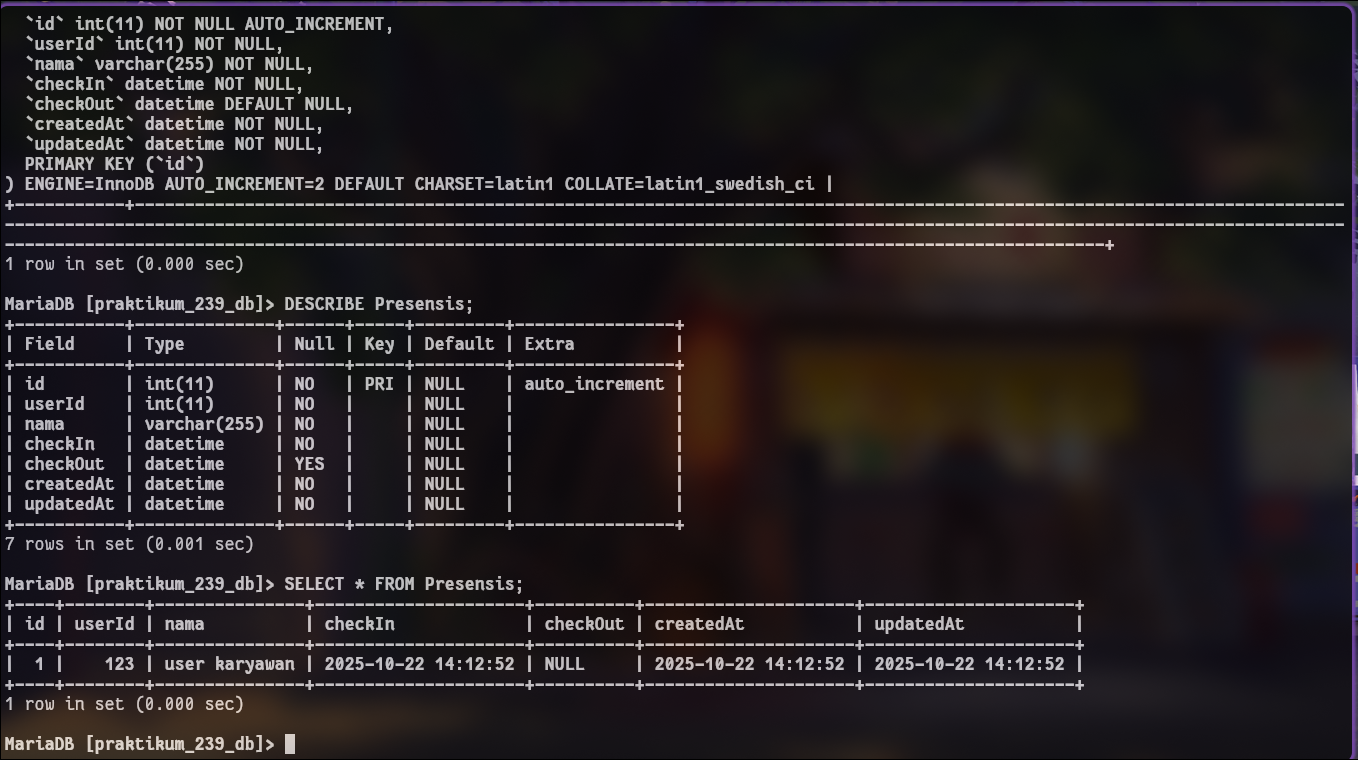 `id` int(11) NOT NULL AUTO_INCREMENT,
  `userId` int(11) NOT NULL,
  `nama` varchar(255) NOT NULL,
  `checkIn` datetime NOT NULL,
  `checkOut` datetime DEFAULT NULL,
  `createdAt` datetime NOT NULL,
  `updatedAt` datetime NOT NULL,
  PRIMARY KEY (`id`)
) ENGINE=InnoDB AUTO_INCREMENT=2 DEFAULT CHARSET=latin1 COLLATE=latin1_swedish_ci |
1 row in set (0.000 sec)
MariaDB [praktikum_239_db]> DESCRIBE Presensis;
+-----------+--------------+------+-----+---------+----------------+
| Field     | Type         | Null | Key | Default | Extra          |
+-----------+--------------+------+-----+---------+----------------+
| id        | int(11)      | NO   | PRI | NULL    | auto_increment |
| userId    | int(11)      | NO   |     | NULL    |                |
| nama      | varchar(255) | NO   |     | NULL    |                |
| checkIn   | datetime     | NO   |     | NULL    |                |
| checkOut  | datetime     | YES  |     | NULL    |                |
| createdAt | datetime     | NO   |     | NULL    |                |
| updatedAt | datetime     | NO   |     | NULL    |                |
+-----------+--------------+------+-----+---------+----------------+
7 rows in set (0.001 sec)
MariaDB [praktikum_239_db]> SELECT * FROM Presensis;
+----+--------+---------------+---------------------+----------+---------------------+---------------------+
| id | userId | nama          | checkIn             | checkOut | createdAt           | updatedAt           |
+----+--------+---------------+---------------------+----------+---------------------+---------------------+
|  1 |    123 | user karyawan | 2025-10-22 14:12:52 | NULL     | 2025-10-22 14:12:52 | 2025-10-22 14:12:52 |
+----+--------+---------------+---------------------+----------+---------------------+---------------------+
1 row in set (0.000 sec)
MariaDB [praktikum_239_db]>